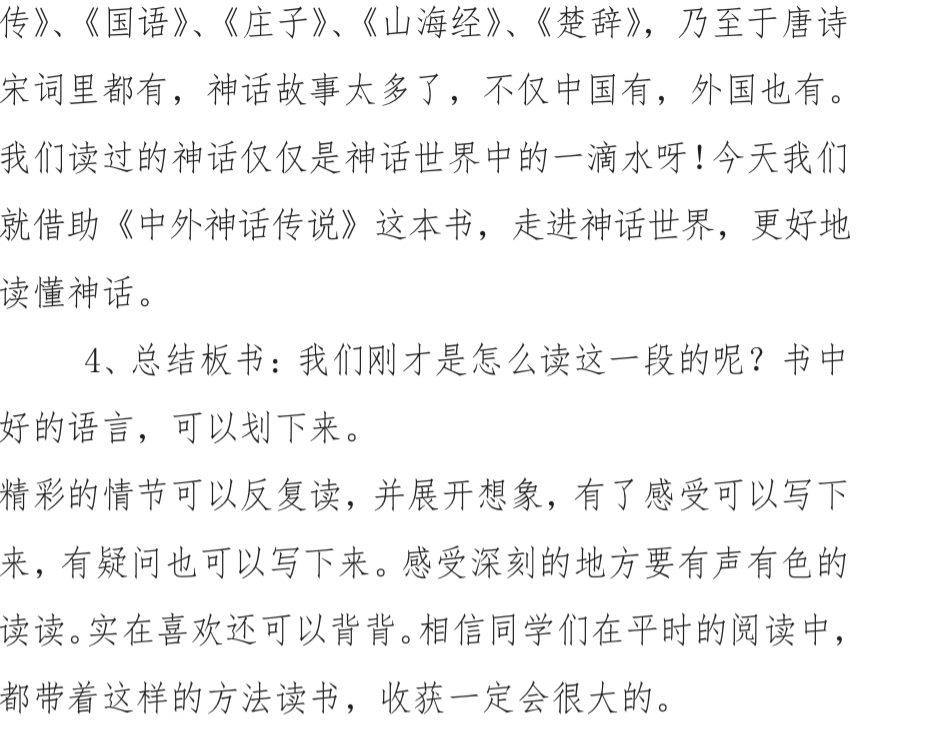 传》、《国语》、《庄子》、《山海经》、《楚辞》，乃至于唐诗
宋词里都有，神话故事太多了，不仅中国有，外国也有。
我们读过的神话仅仅是神话世界中的一滴水呀！今天我们
就借助《中外神话传说》这本书，走进神话世界，更好地
读懂神话。
4、总结板书：我们刚才是怎么读这一段的呢？书中
好的语言，可以划下来。
精彩的情节可以反复读，并展开想象，有了感受可以写下
来，有疑问也可以写下来。感受深刻的地方要有声有色的
读读。实在喜欢还可以背背。相信同学们在平时的阅读中，
都带着这样的方法读书，收获一定会很大的。